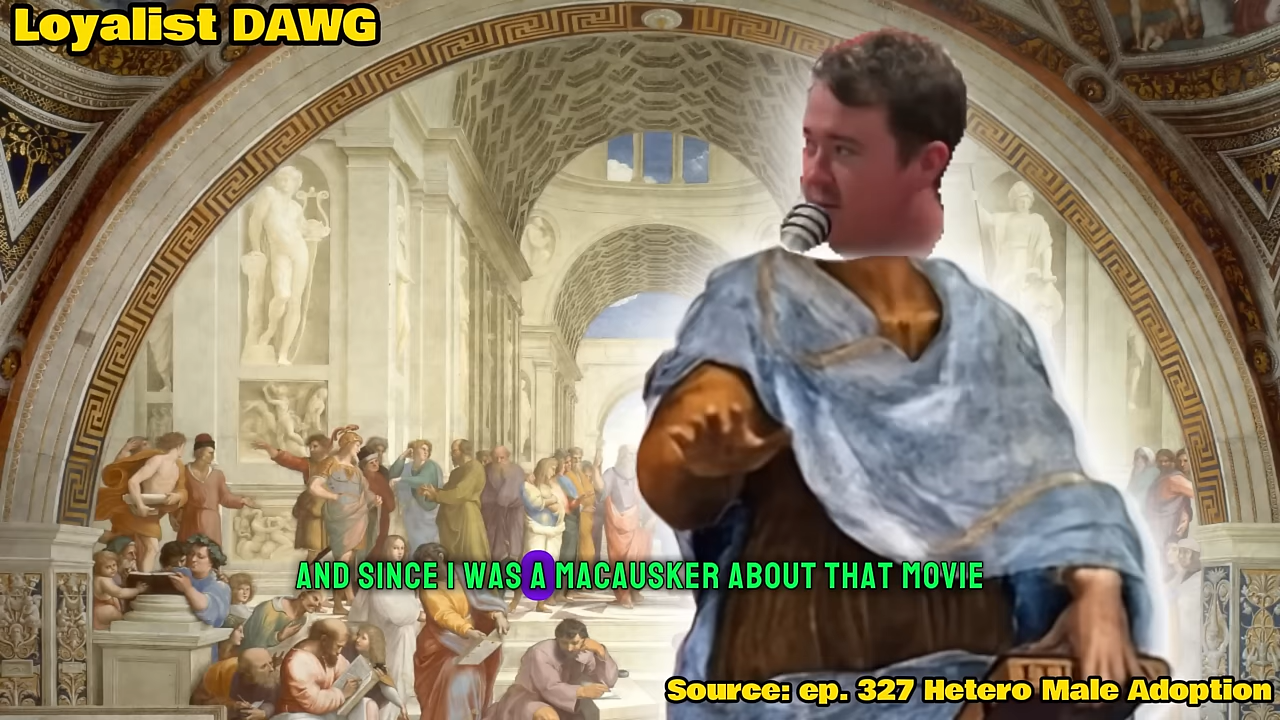 Loyalist DAWG
AND SINCE I WAS A MACAUSKER ABOUT THAT MOVIE
Source: ep. 327 Hetero Male Adoption